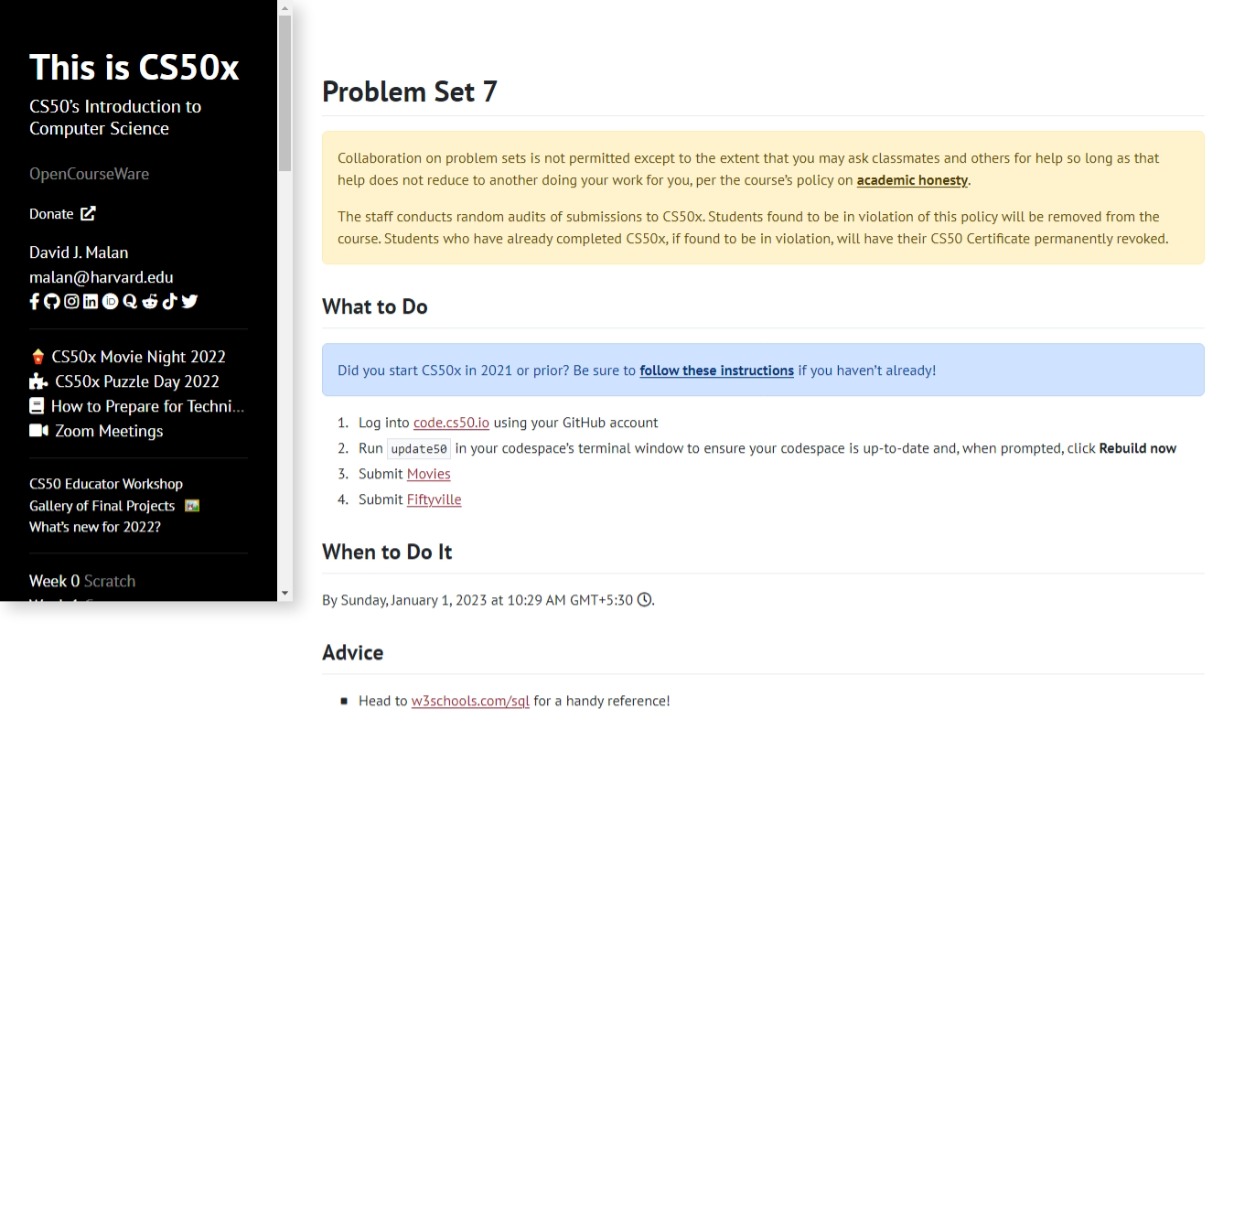 This is CS50x
CS50's Introduction to
Computer Science
OpenCourseWare
Donate
David J. Malan
malan@harvard.edu
CS50x Movie Night 2022
CS50x Puzzle Day 2022
How to Prepare for Techni...
Zoom Meetings
CS50 Educator Workshop
Gallery of Final Projects
What's new for 2022?
Week 0 Scratch
Problem Set 7
Collaboration on problem sets is not permitted except to the extent that you may ask classmates and others for help so long as that
help does not reduce to another doing your work for you, per the course's policy on academic honesty.
The staff conducts random audits of submissions to CS50x. Students found to be in violation of this policy will be removed from the
course. Students who have already completed CS50x, if found to be in violation, will have their CS50 Certificate permanently revoked.
What to Do
Did you start CS50x in 2021 or prior? Be sure to follow these instructions if you haven't already!
1. Log into code.cs50.io using your GitHub account
2. Run update50 in your codespace's terminal window to ensure your codespace is up-to-date and, when prompted, click Rebuild now
3. Submit Movies
4. Submit Fiftyville
When to Do It
By Sunday, January 1, 2023 at 10:29 AM GMT+5:30 .
Advice
Head to w3schools.com/sql for a handy reference!